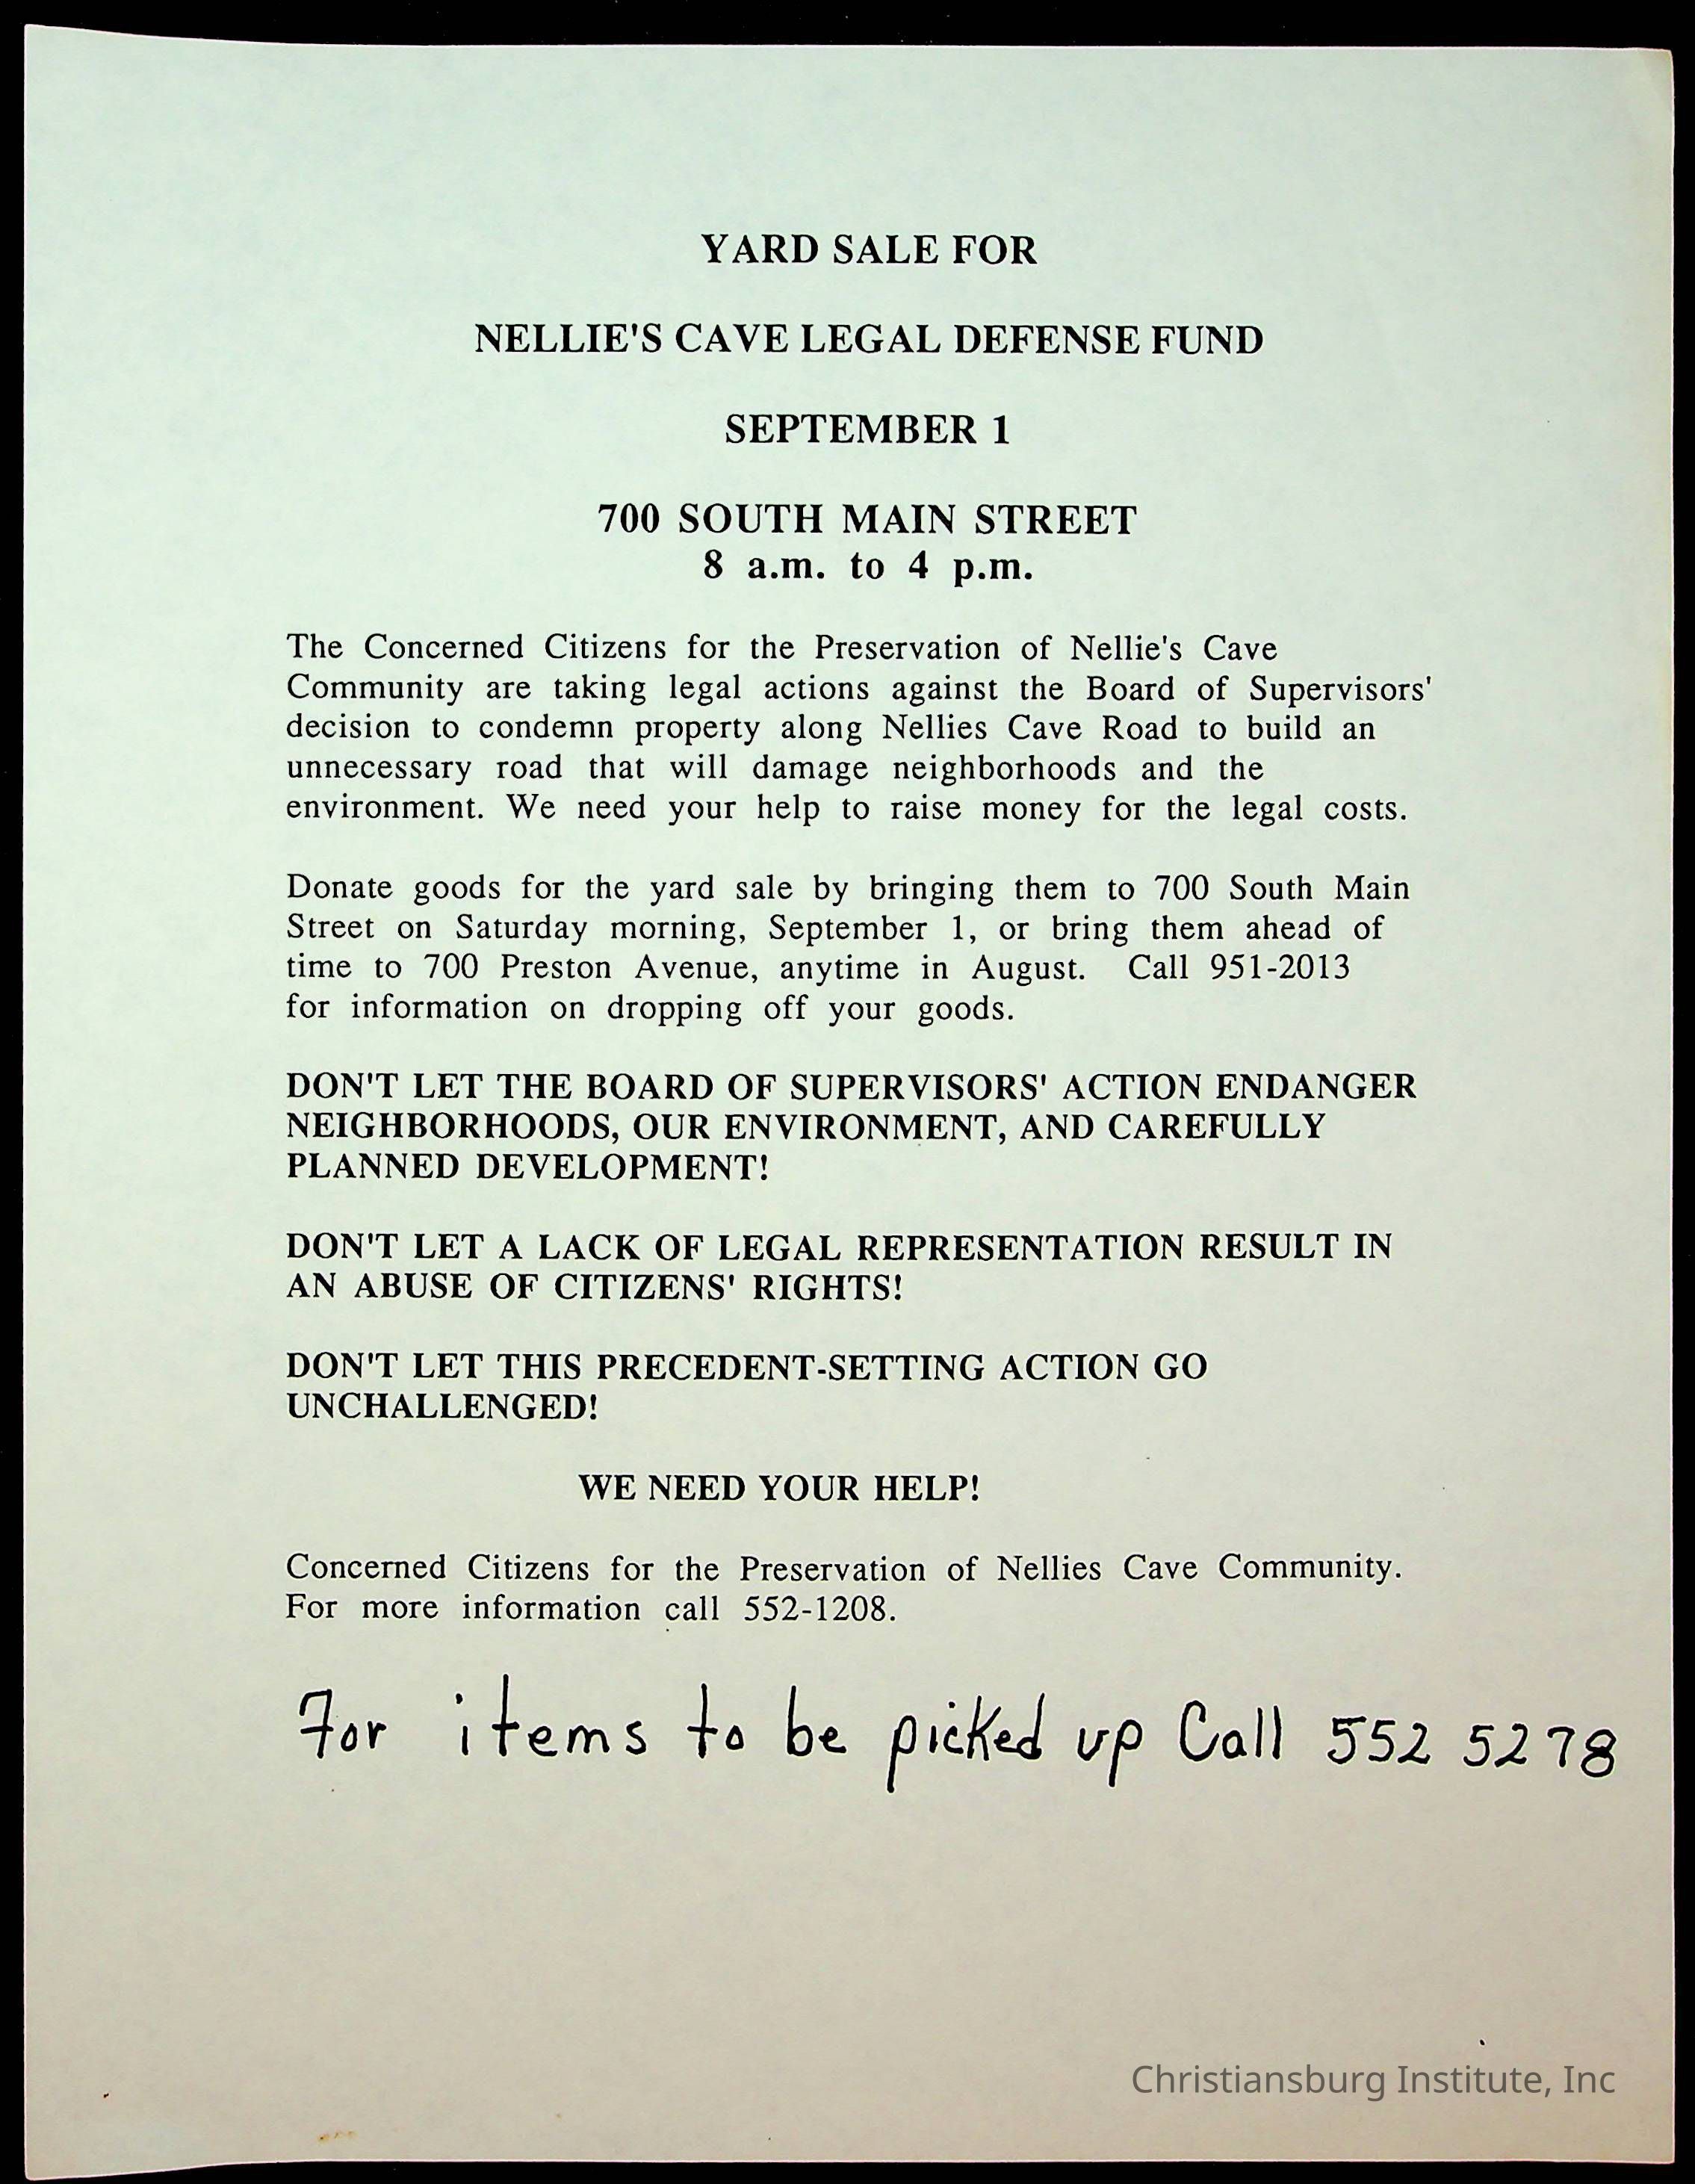 YARD SALE FOR
NELLIE'S CAVE LEGAL DEFENSE FUND
SEPTEMBER 1
700 SOUTH MAIN STREET
8 a.m. to 4 p.m.
The Concerned Citizens for the Preservation of Nellie's Cave
Community are taking legal actions against the Board of Supervisors'
decision to condemn property along Nellies Cave Road to build an
unnecessary road that will damage neighborhoods and the
environment. We need your help to raise money for the legal costs.
Donate goods for the yard sale by bringing them to 700 South Main
Street on Saturday morning, September 1, or bring them ahead of
time to 700 Preston Avenue, anytime in August. Call 951-2013
for information on dropping off your goods.
DON'T LET THE BOARD OF SUPERVISORS' ACTION ENDANGER
NEIGHBORHOODS, OUR ENVIRONMENT, AND CAREFULLY
PLANNED DEVELOPMENT!
DON'T LET A LACK OF LEGAL REPRESENTATION RESULT IN
AN ABUSE OF CITIZENS' RIGHTS!
DON'T LET THIS PRECEDENT-SETTING ACTION GO
UNCHALLENGED!
WE NEED YOUR HELP!
Concerned Citizens for the Preservation of Nellies Cave Community.
For more information call 552-1208.
For items to be picked up Call 552 5278
Christiansburg Institute, Inc